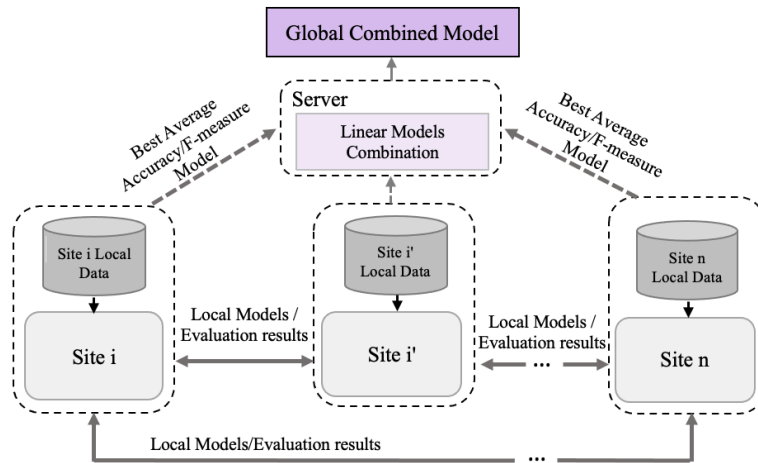 Global Combined Model
Server
Linear Models
Combination
Best Average
Accuracy/F-measure
Model
Best Average
Accuracy/F-measure
Model
Site i Local
Data
Site i'
Local Data
Site n
Local Data
Local Models /
Evaluation results
Local Models /
Evaluation results
Site i
Site i'
...
Site n
Local Models/Evaluation results
...